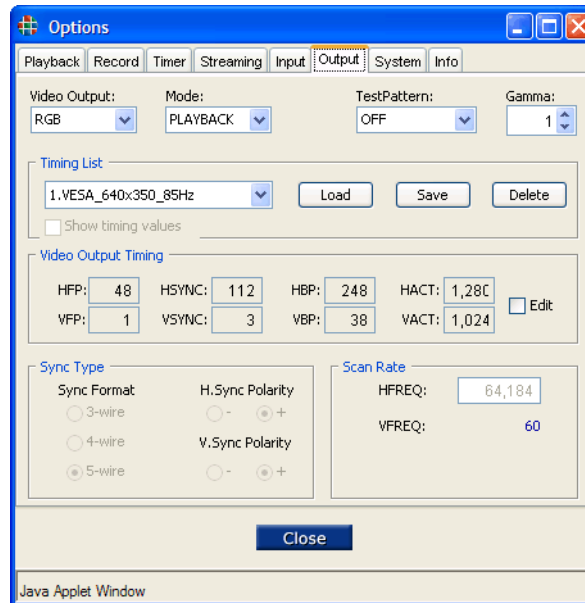 Options
Playback Record Timer Streaming Input Output System Info
Video Output: Mode: TestPattern: Gamma:
RGB PLAYBACK OFF 1
Timing List
1.VESA_640x350_85Hz Load Save Delete
Show timing values
Video Output Timing
HFP: 48 HSYNC: 112 HBP: 248 HACT: 1,280
VFP: 1 VSYNC: 3 VBP: 38 VACT: 1,024
Edit
Sync Type Scan Rate
Sync Format H.Sync Polarity HFREQ: 64,184
3-wire - +
VFREQ: 60
4-wire V.Sync Polarity
5-wire - +
Close
Java Applet Window